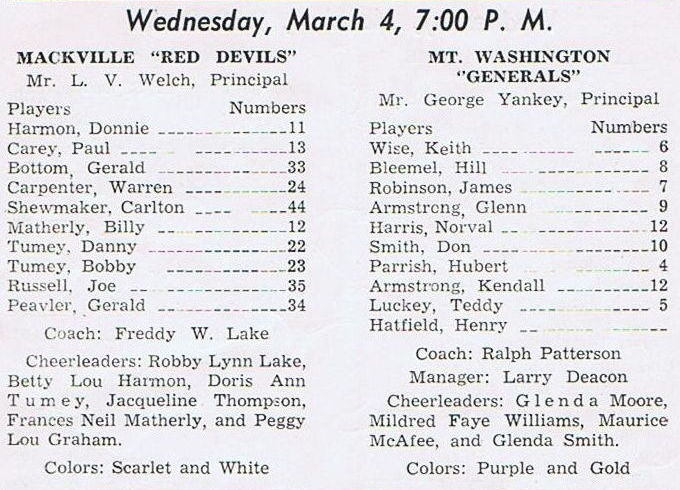 Wednesday, March 4, 7:00 P. M.
MACKVILLE "RED DEVILS"
Mr. L. V. Welch, Principal
Players Numbers
Harmon, Donnie 11
Carey, Paul 13
Bottom, Gerald 33
Carpenter, Warren 24
Shewmaker, Carlton 44
Matherly, Billy 12
Tumey, Danny 22
Tumey, Bobby 23
Russell, Joe 35
Peavler, Gerald 34
Coach: Freddy W. Lake
Cheerleaders: Robby Lynn Lake,
Betty Lou Harmon, Doris Ann
Tumey, Jacqueline Thompson,
Frances Neil Matherly, and Peggy
Lou Graham.
Colors: Scarlet and White
MT. WASHINGTON
"GENERALS"
Mr. George Yankey, Principal
Players Numbers
Wise, Keith 6
Bleemel, Hill 8
Robinson, James 7
Armstrong, Glenn 9
Harris, Norval 12
Smith, Don 10
Parrish, Hubert 4
Armstrong, Kendall 12
Luckey, Teddy 5
Hatfield, Henry
Coach: Ralph Patterson
Manager: Larry Deacon
Cheerleaders: Glenda Moore,
Mildred Faye Williams, Maurice
McAfee, and Glenda Smith.
Colors: Purple and Gold